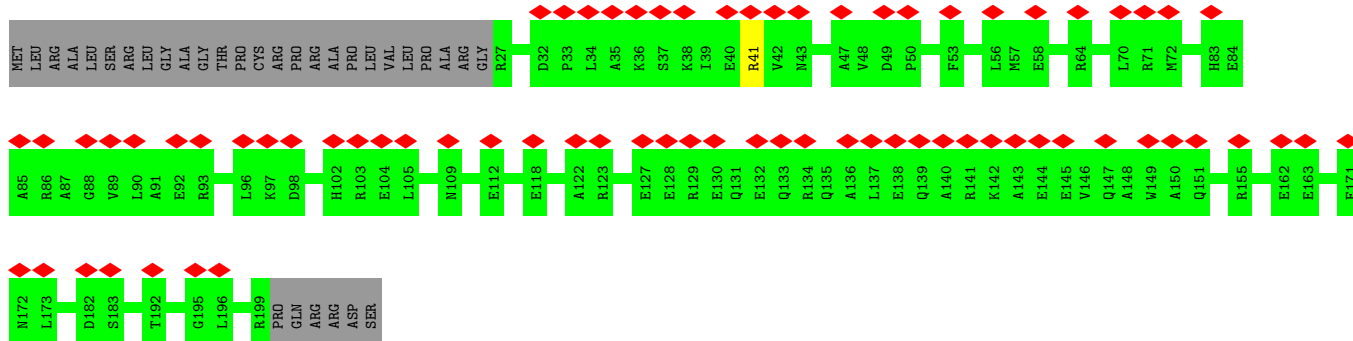 MET LEU ARG ALA LEU SER ARG LEU GLY ALA GLY THR PRO CYS ARG PRO ARG ALA PRO LEU VAL LEU PRO ALA ARG GLY R27 D32 P33 L34 A35 K36 S37 K38 I39 E40 R41 V42 N43 A47 V48 D49 P50 F53 L56 M57 E58 R64 L70 R71 M72 H83 E84
A85 R86 A87 G88 V89 L90 A91 E92 R93 L96 K97 D98 H102 R103 E104 L105 N109 E112 E118 A122 R123 E127 E128 R129 E130 Q131 E132 Q133 R134 Q135 A136 L137 E138 Q139 A140 R141 K142 A143 E144 E145 V146 Q147 A148 W149 A150 Q151 R155 E162 E163 E171
N172 L173 D182 S183 T192 G195 L196 R199 PRO GLN ARG ARG ASP SER